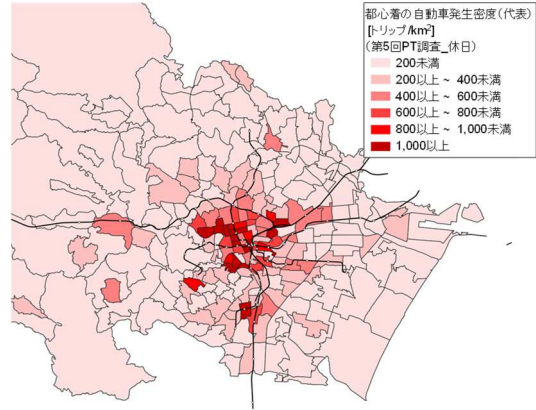 都心着の自動車発生密度(代表)
[トリップ/km²]
(第5回PT調査_休日)
200未満
200以上 ~ 400未満
400以上 ~ 600未満
600以上 ~ 800未満
800以上 ~ 1,000未満
1,000以上